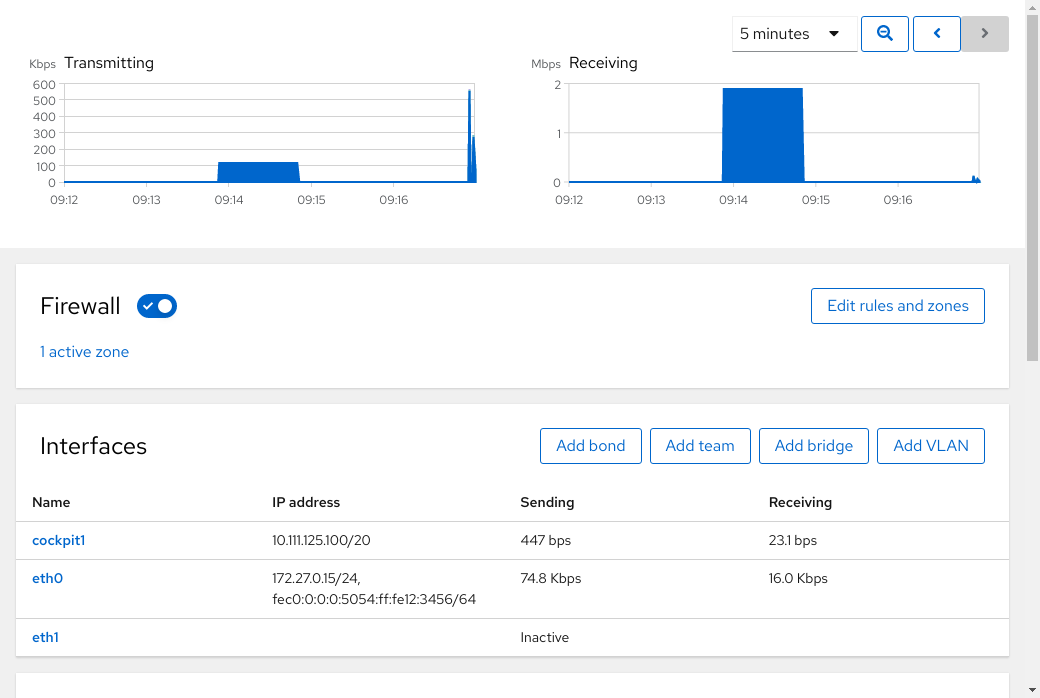 5 minutes
Kbps Transmitting
600
500
400
300
200
100
0
09:12 09:13 09:14 09:15 09:16
Mbps Receiving
2
1
0
09:12 09:13 09:14 09:15 09:16
Firewall
Edit rules and zones
1 active zone
Interfaces
Add bond Add team Add bridge Add VLAN
Name IP address Sending Receiving
cockpit1 10.111.125.100/20 447 bps 23.1 bps
eth0 172.27.0.15/24, 74.8 Kbps 16.0 Kbps
fec0:0:0:0:5054:ff:fe12:3456/64
eth1 Inactive